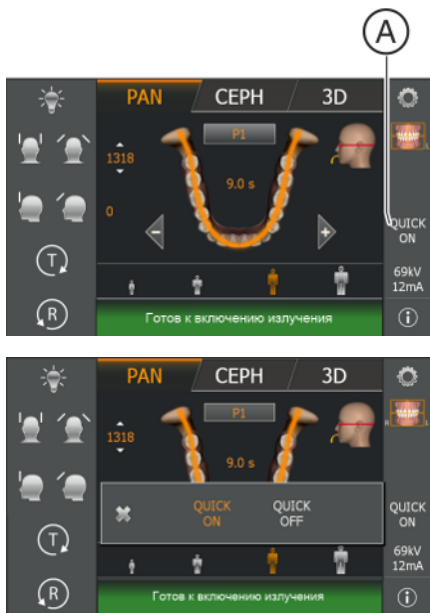 A
PAN CEPH 3D
P1
1318
9.0 s
L
0
QUICK
ON
T
69kV
12mA
R
Готов к включению излучения
i
PAN CEPH 3D
P1
1318
R L
9.0 s
QUICK
ON
QUICK
OFF
QUICK
ON
T
69kV
12mA
R
Готов к включению излучения
i